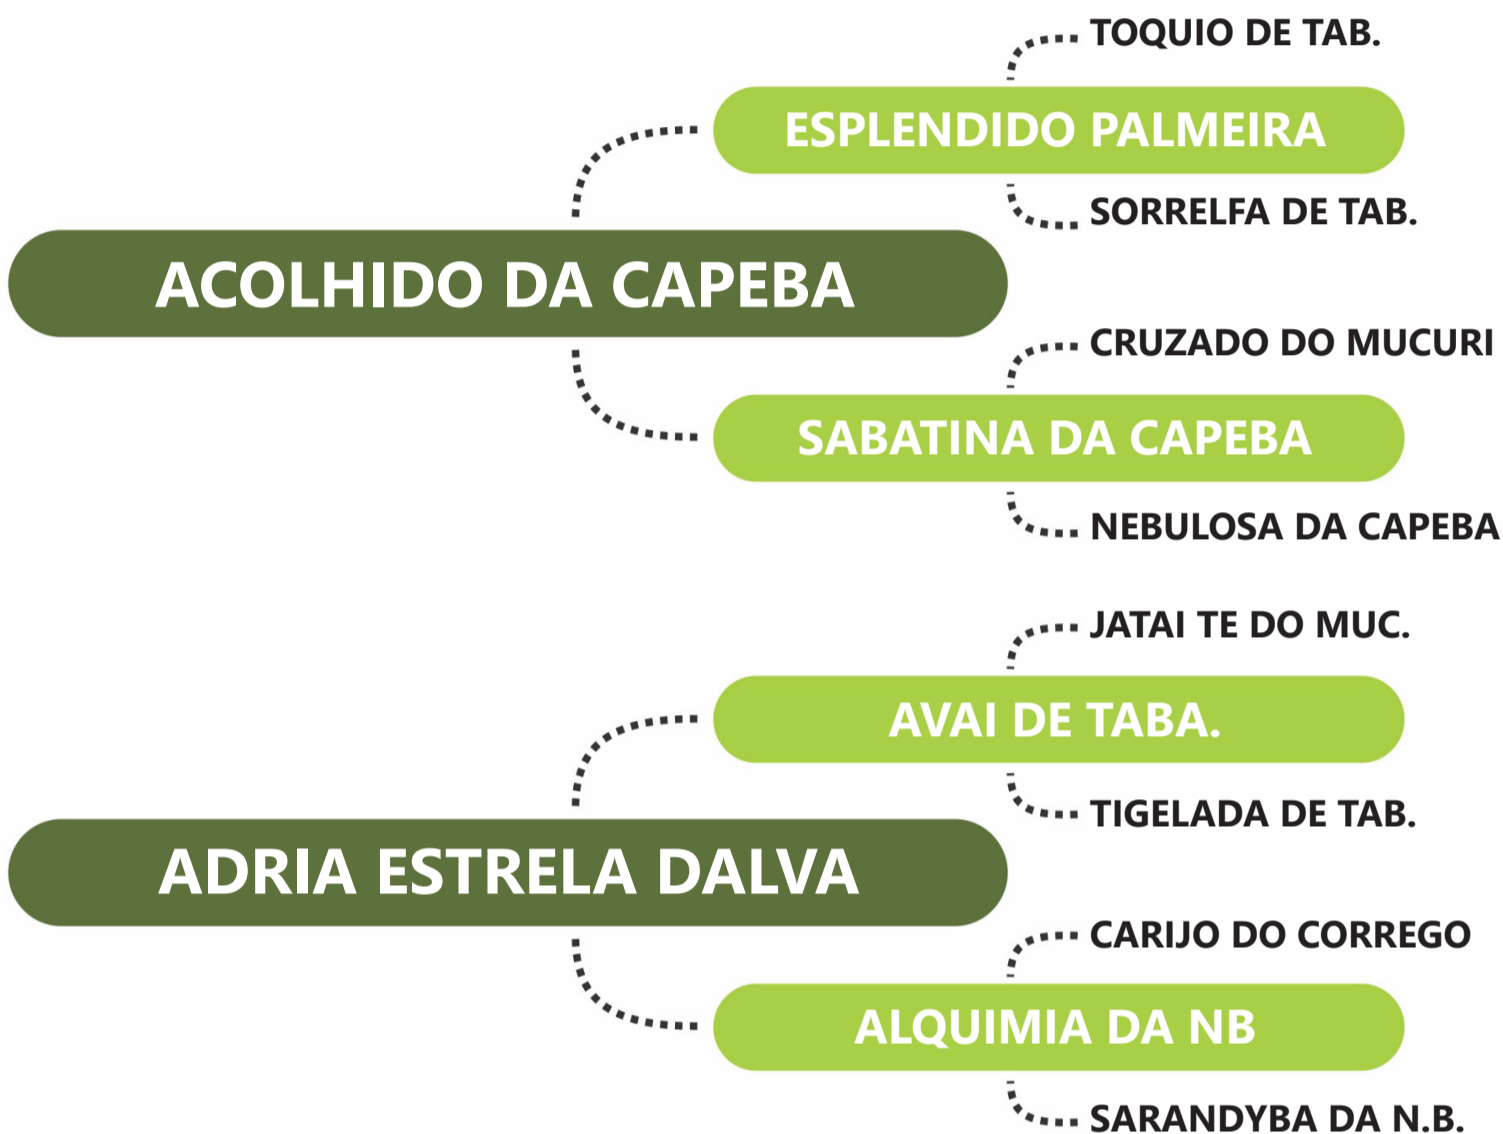 TOQUIO DE TAB.
ESPLENDIDO PALMEIRA
SORRELFA DE TAB.
ACOLHIDO DA CAPEBA
CRUZADO DO MUCURI
SABATINA DA CAPEBA
NEBULOSA DA CAPEBA
JATAI TE DO MUC.
AVAI DE TABA.
TIGELADA DE TAB.
ADRIA ESTRELA DALVA
CARIJO DO CORREGO
ALQUIMIA DA NB
SARANDYBA DA N.B.